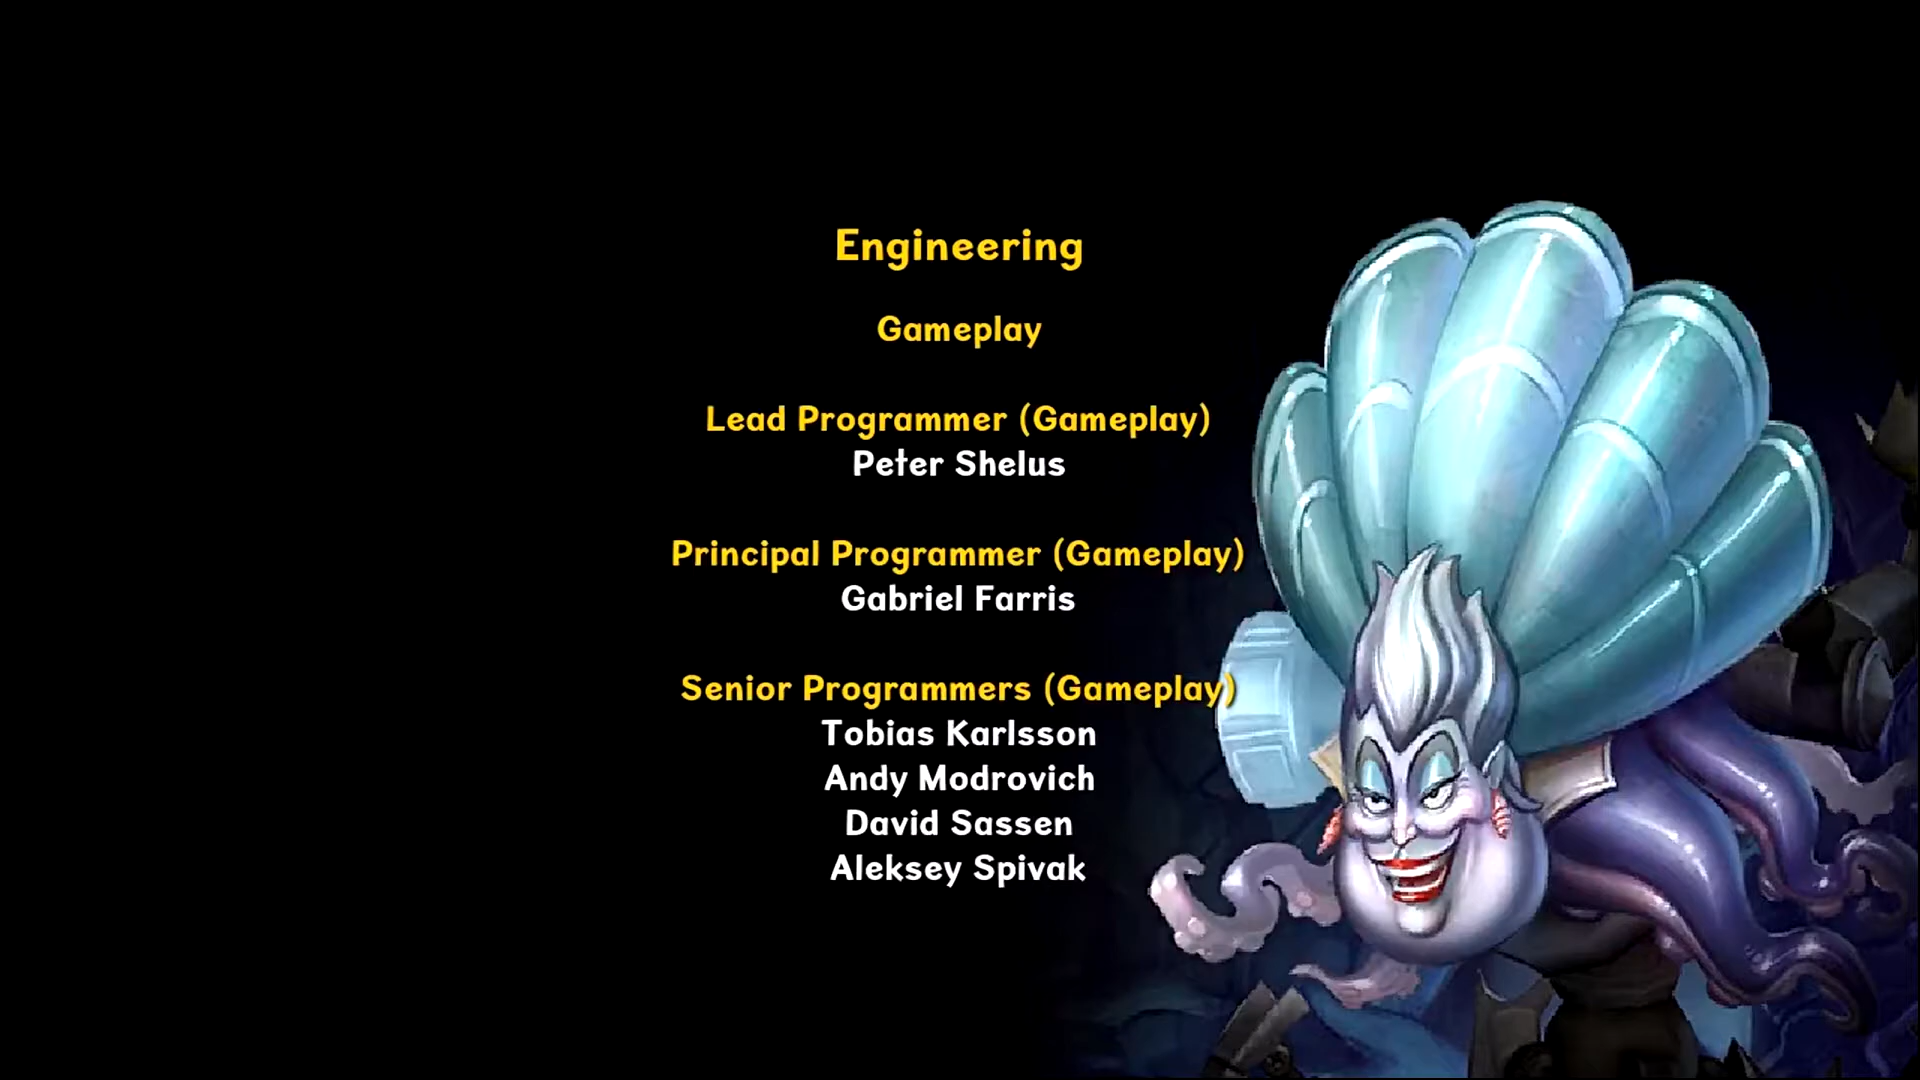 Engineering
Gameplay
Lead Programmer (Gameplay)
Peter Shelus
Principal Programmer (Gameplay)
Gabriel Farris
Senior Programmers (Gameplay)
Tobias Karlsson
Andy Modrovich
David Sassen
Aleksey Spivak